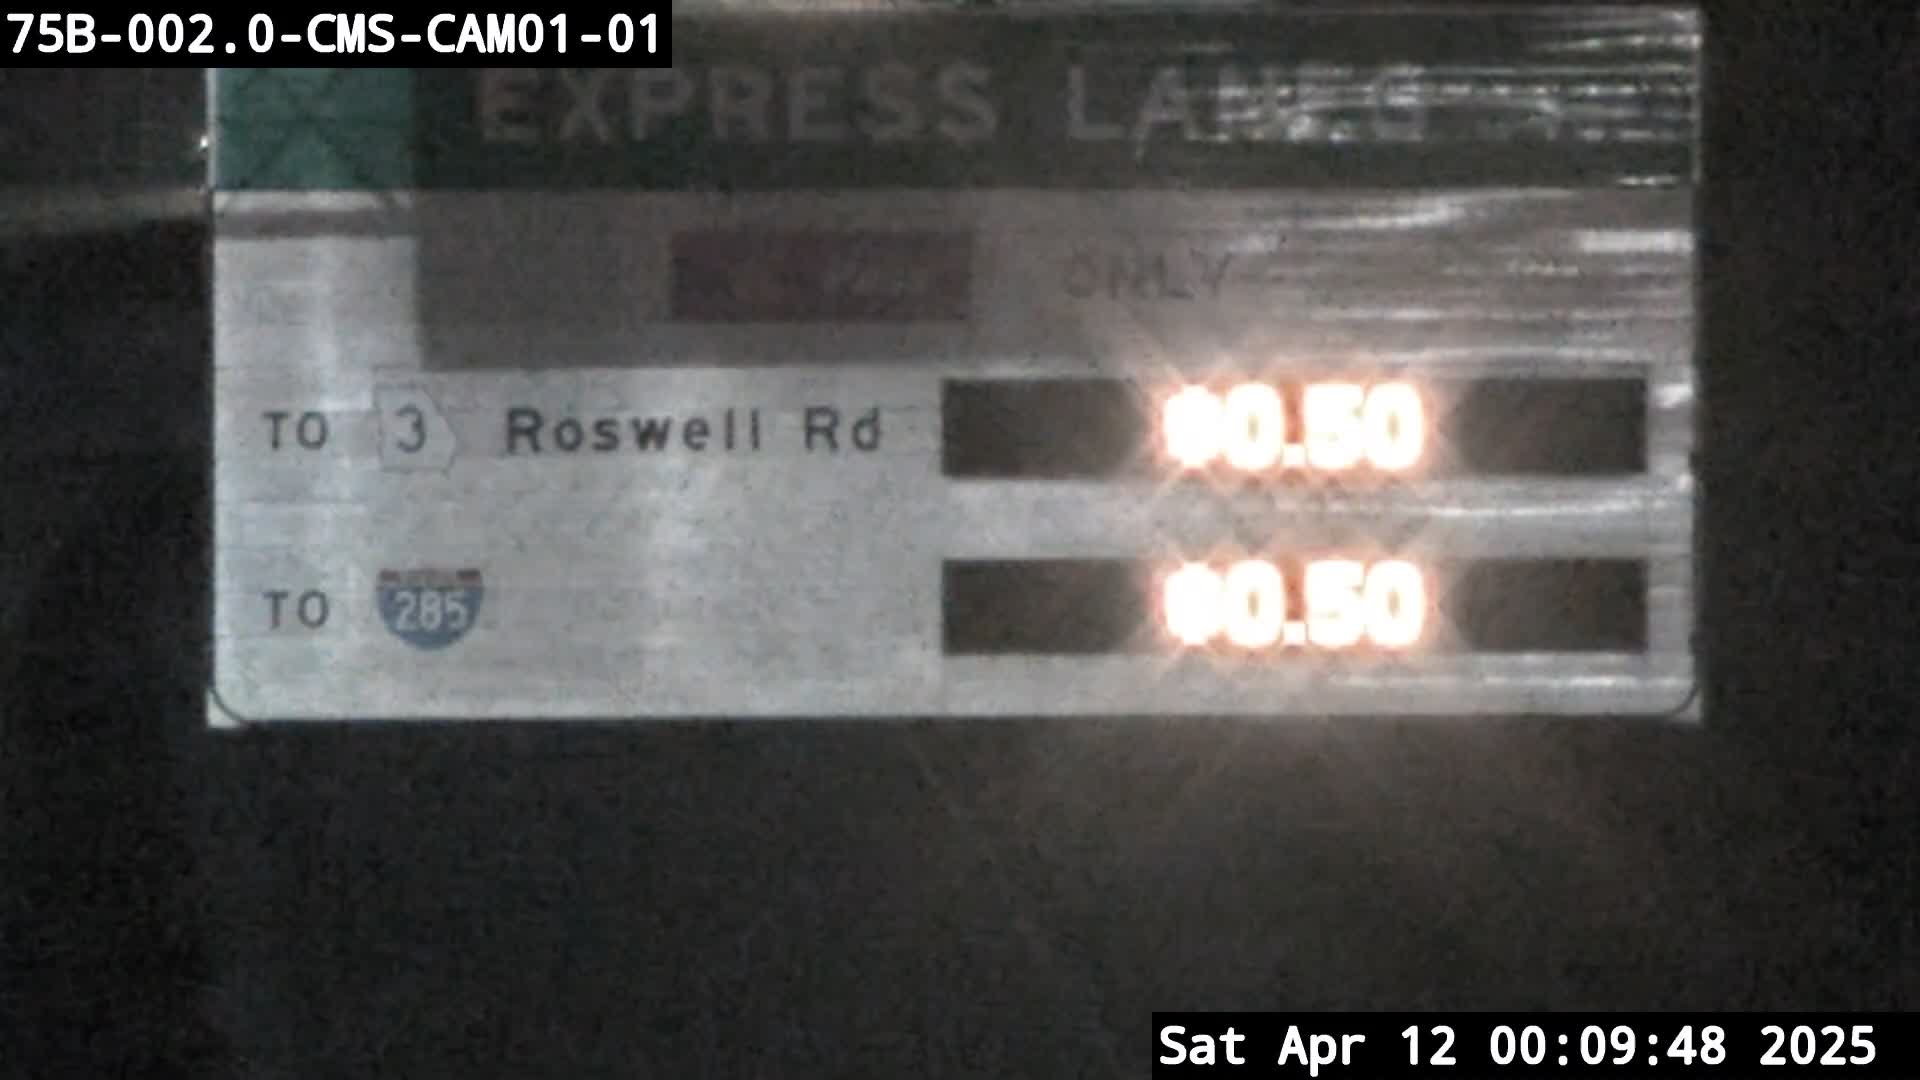 75B-002.0-CMS-CAM01-01
EXPRESS LANES
ONLY
TO 3 Roswell Rd $0.50
TO 285 $0.50
Sat Apr 12 00:09:48 2025